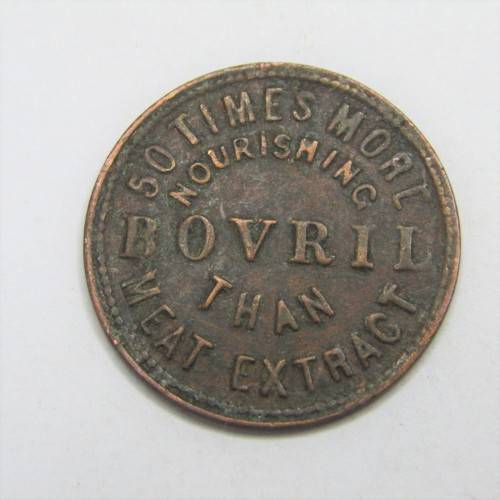 50 TIMES MORE
NOURISHING
BOVRIL
THAN
MEAT EXTRACT